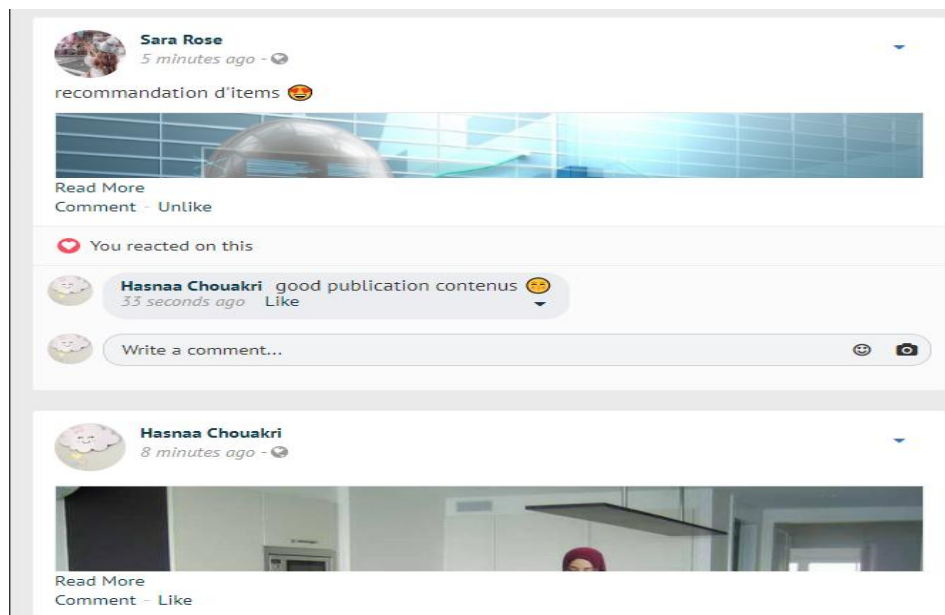 Sara Rose
5 minutes ago -
recommandation d'items 😍
Read More
Comment - Unlike
You reacted on this
Hasnaa Chouakri good publication contenus 😊
33 seconds ago Like
Write a comment...
Hasnaa Chouakri
8 minutes ago -
Read More
Comment - Like